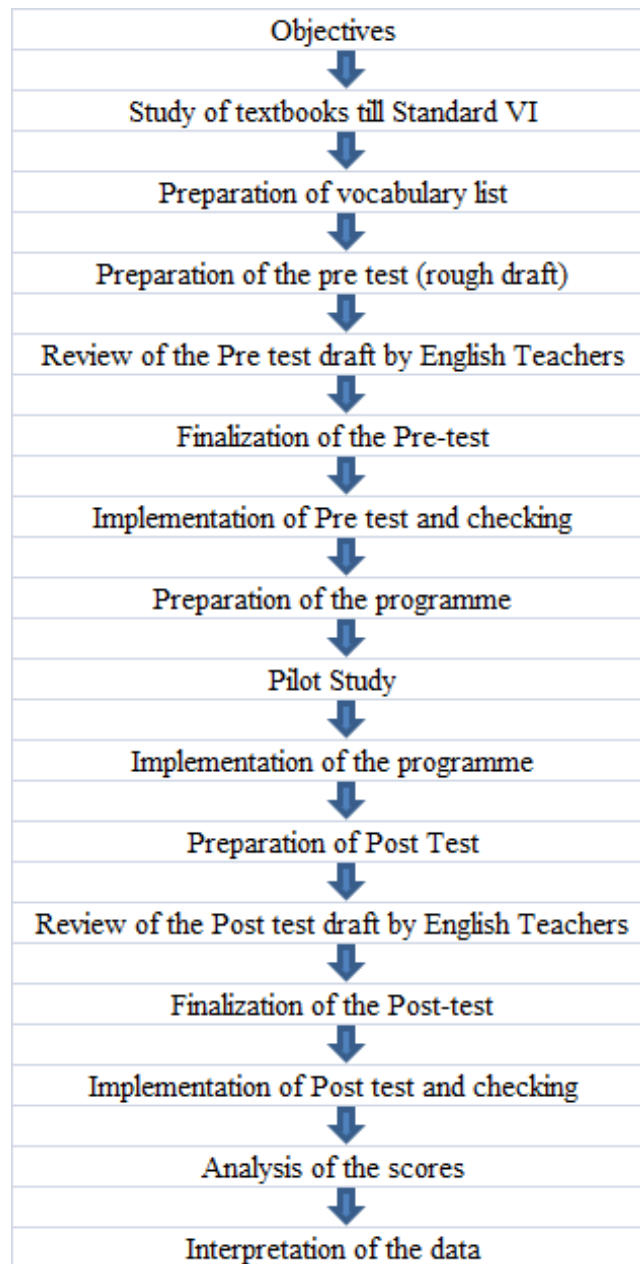 Objectives
Study of textbooks till Standard VI
Preparation of vocabulary list
Preparation of the pre test (rough draft)
Review of the Pre test draft by English Teachers
Finalization of the Pre-test
Implementation of Pre test and checking
Preparation of the programme
Pilot Study
Implementation of the programme
Preparation of Post Test
Review of the Post test draft by English Teachers
Finalization of the Post-test
Implementation of Post test and checking
Analysis of the scores
Interpretation of the data